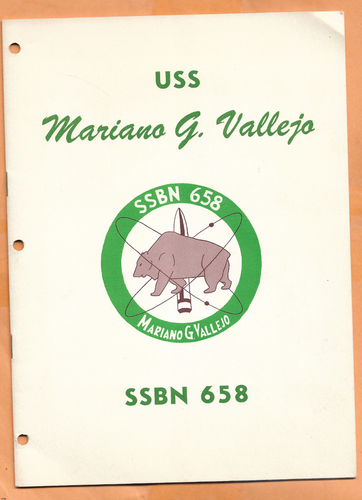 USS
Mariano G. Vallejo
SSBN 658
MARIANO G. VALLEJO
SSBN 658